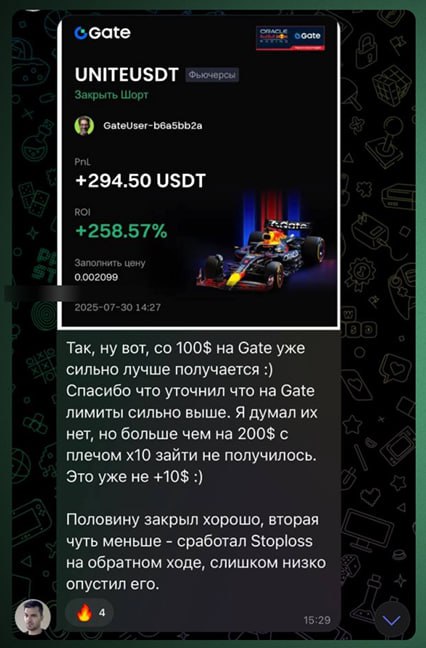 Gate
ORACLE
Red Bull
RACING
Gate
UNITEUSDT Фьючерсы
Закрыть Шорт
GateUser-b6a5bb2a
PnL
+294.50 USDT
ROI
+258.57%
Заполнить цену
0.002099
2025-07-30 14:27
Так, ну вот, со 100$ на Gate уже
сильно лучше получается :)
Спасибо что уточнил что на Gate
лимиты сильно выше. Я думал их
нет, но больше чем на 200$ с
плечом x10 зайти не получилось.
Это уже не +10$ :)
Половину закрыл хорошо, вторая
чуть меньше - сработал Stoploss
на обратном ходе, слишком низко
опустил его.
🔥 4
15:29